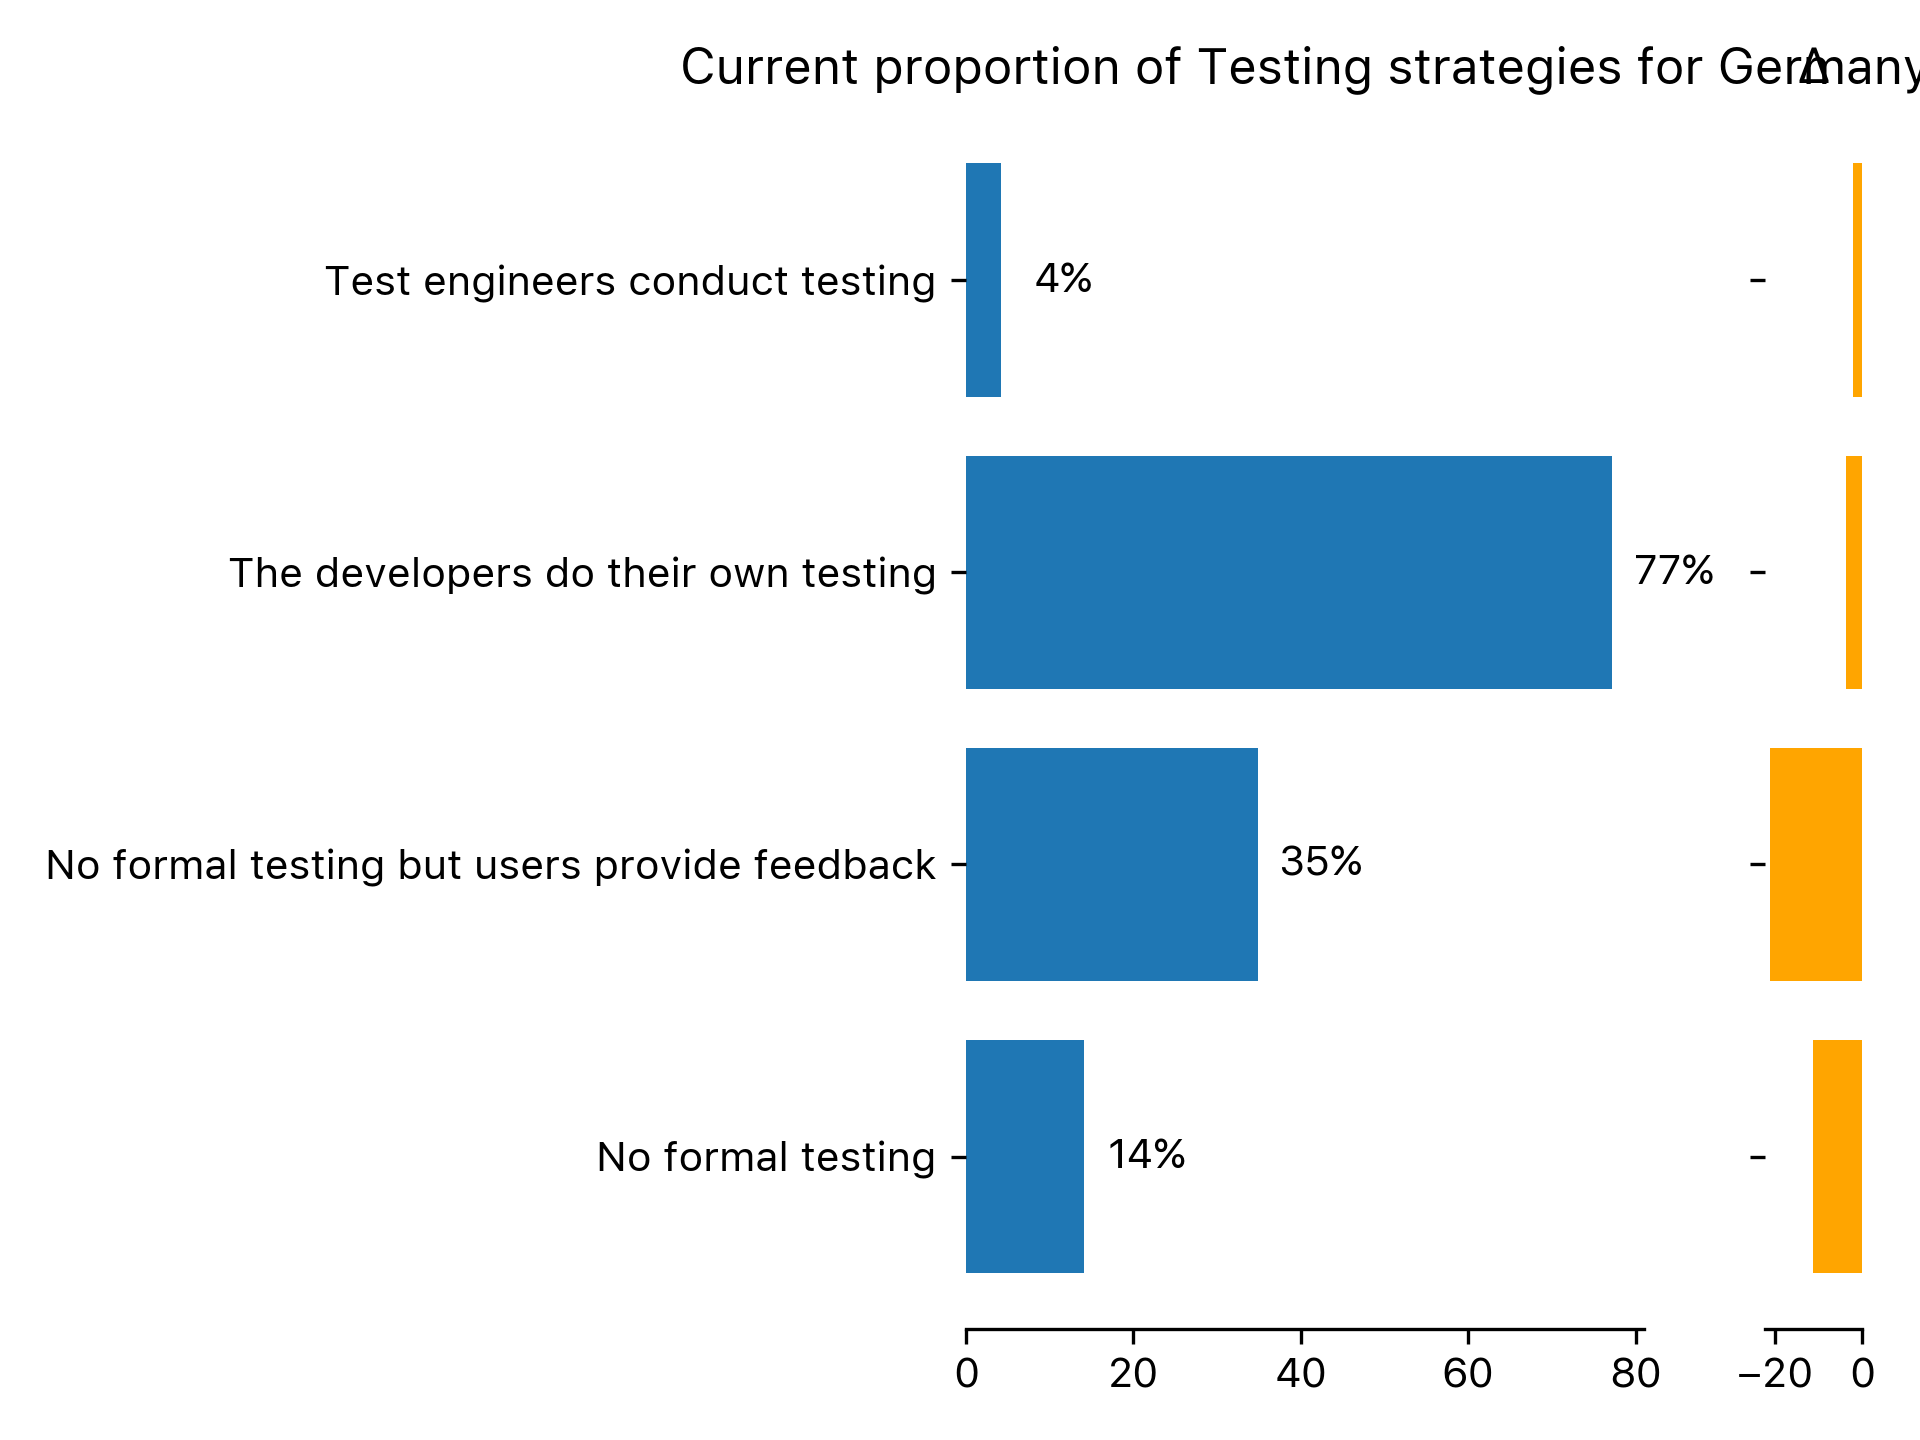 Current proportion of Testing strategies for Germany
Δ
Test engineers conduct testing
4%
The developers do their own testing
77%
No formal testing but users provide feedback
35%
No formal testing
14%
0 20 40 60 80
−20 0